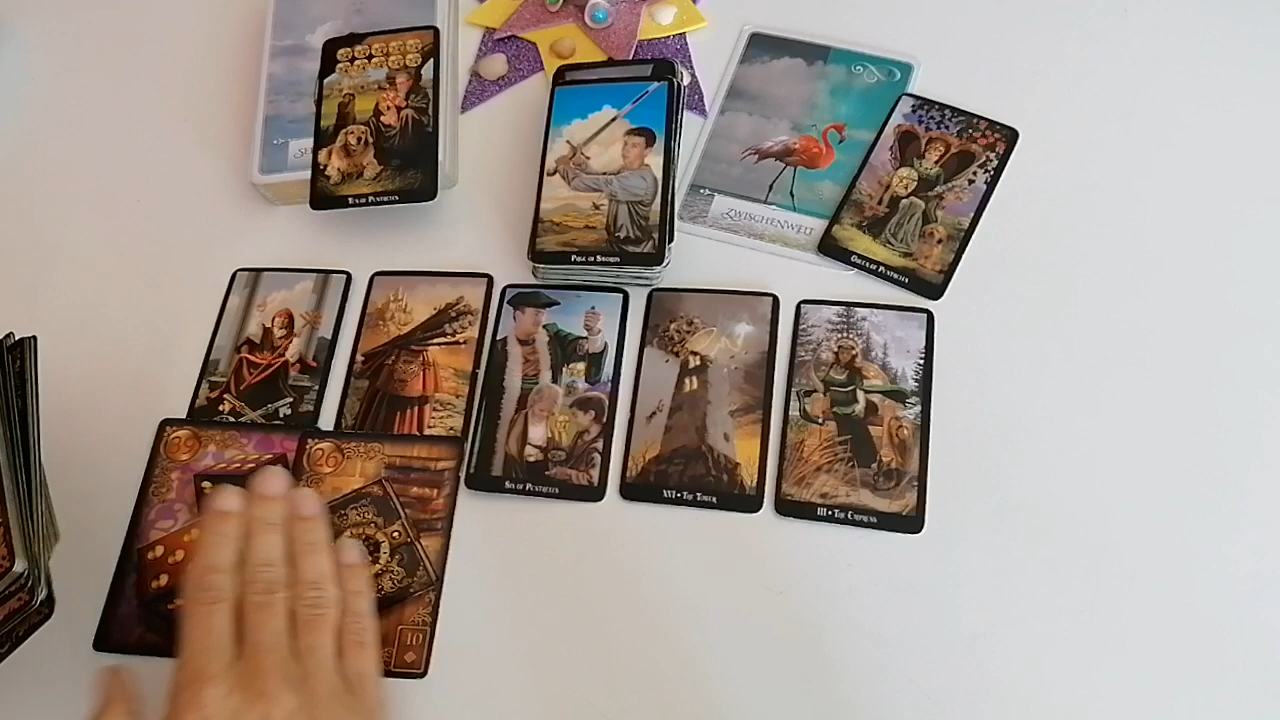 TEN OF PENTACLES
PAGE OF SWORDS
ZWISCHENWELT
QUEEN OF PENTACLES
SIX OF PENTACLES
XVI • THE TOWER
III • THE EMPRESS
26
10